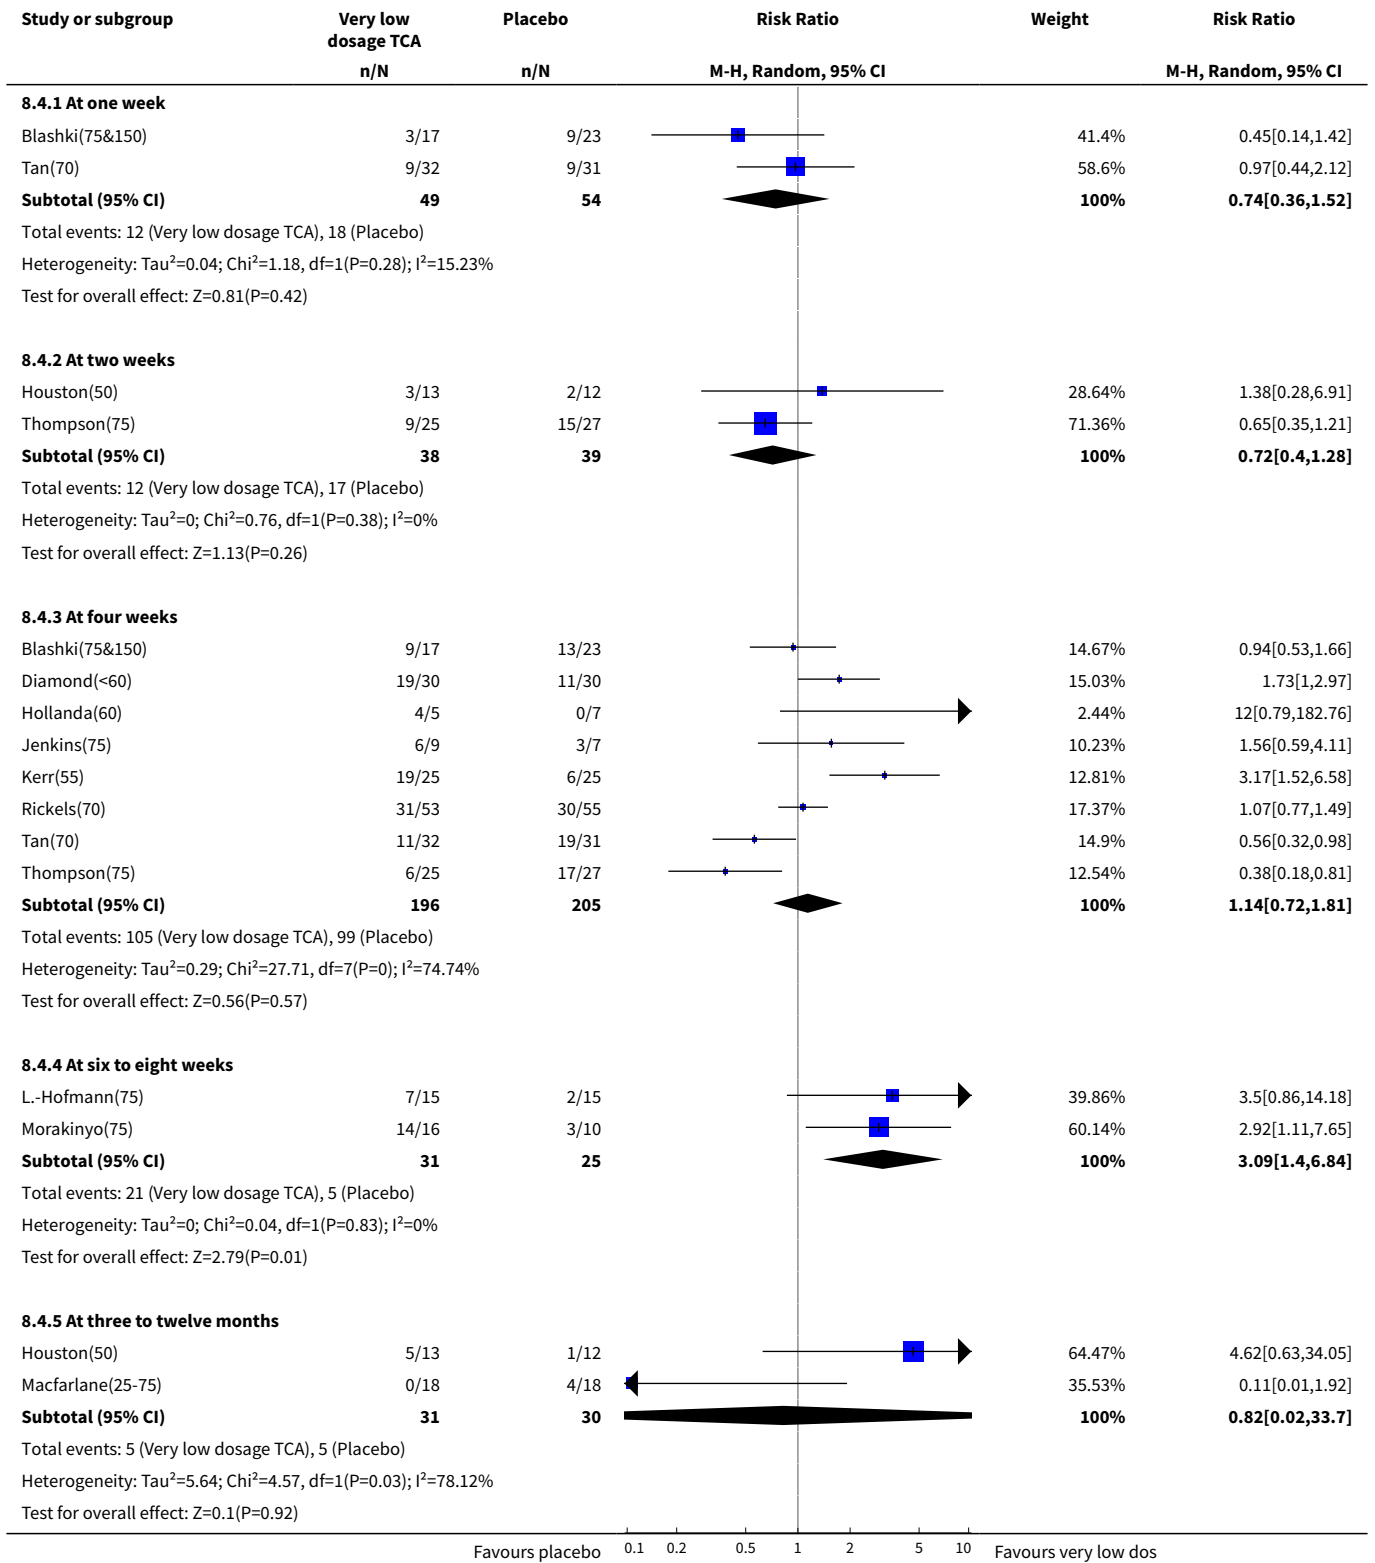 Study or subgroup Very low dosage TCA Placebo Risk Ratio Weight Risk Ratio
n/N n/N M-H, Random, 95% CI M-H, Random, 95% CI
8.4.1 At one week
Blashki(75&150) 3/17 9/23 41.4% 0.45[0.14,1.42]
Tan(70) 9/32 9/31 58.6% 0.97[0.44,2.12]
Subtotal (95% CI) 49 54 100% 0.74[0.36,1.52]
Total events: 12 (Very low dosage TCA), 18 (Placebo)
Heterogeneity: Tau²=0.04; Chi²=1.18, df=1(P=0.28); I²=15.23%
Test for overall effect: Z=0.81(P=0.42)
8.4.2 At two weeks
Houston(50) 3/13 2/12 28.64% 1.38[0.28,6.91]
Thompson(75) 9/25 15/27 71.36% 0.65[0.35,1.21]
Subtotal (95% CI) 38 39 100% 0.72[0.4,1.28]
Total events: 12 (Very low dosage TCA), 17 (Placebo)
Heterogeneity: Tau²=0; Chi²=0.76, df=1(P=0.38); I²=0%
Test for overall effect: Z=1.13(P=0.26)
8.4.3 At four weeks
Blashki(75&150) 9/17 13/23 14.67% 0.94[0.53,1.66]
Diamond(<60) 19/30 11/30 15.03% 1.73[1,2.97]
Hollanda(60) 4/5 0/7 2.44% 12[0.79,182.76]
Jenkins(75) 6/9 3/7 10.23% 1.56[0.59,4.11]
Kerr(55) 19/25 6/25 12.81% 3.17[1.52,6.58]
Rickels(70) 31/53 30/55 17.37% 1.07[0.77,1.49]
Tan(70) 11/32 19/31 14.9% 0.56[0.32,0.98]
Thompson(75) 6/25 17/27 12.54% 0.38[0.18,0.81]
Subtotal (95% CI) 196 205 100% 1.14[0.72,1.81]
Total events: 105 (Very low dosage TCA), 99 (Placebo)
Heterogeneity: Tau²=0.29; Chi²=27.71, df=7(P=0); I²=74.74%
Test for overall effect: Z=0.56(P=0.57)
8.4.4 At six to eight weeks
L.-Hofmann(75) 7/15 2/15 39.86% 3.5[0.86,14.18]
Morakinyo(75) 14/16 3/10 60.14% 2.92[1.11,7.65]
Subtotal (95% CI) 31 25 100% 3.09[1.4,6.84]
Total events: 21 (Very low dosage TCA), 5 (Placebo)
Heterogeneity: Tau²=0; Chi²=0.04, df=1(P=0.83); I²=0%
Test for overall effect: Z=2.79(P=0.01)
8.4.5 At three to twelve months
Houston(50) 5/13 1/12 64.47% 4.62[0.63,34.05]
Macfarlane(25-75) 0/18 4/18 35.53% 0.11[0.01,1.92]
Subtotal (95% CI) 31 30 100% 0.82[0.02,33.7]
Total events: 5 (Very low dosage TCA), 5 (Placebo)
Heterogeneity: Tau²=5.64; Chi²=4.57, df=1(P=0.03); I²=78.12%
Test for overall effect: Z=0.1(P=0.92)
Favours placebo 0.1 0.2 0.5 1 2 5 10 Favours very low dos